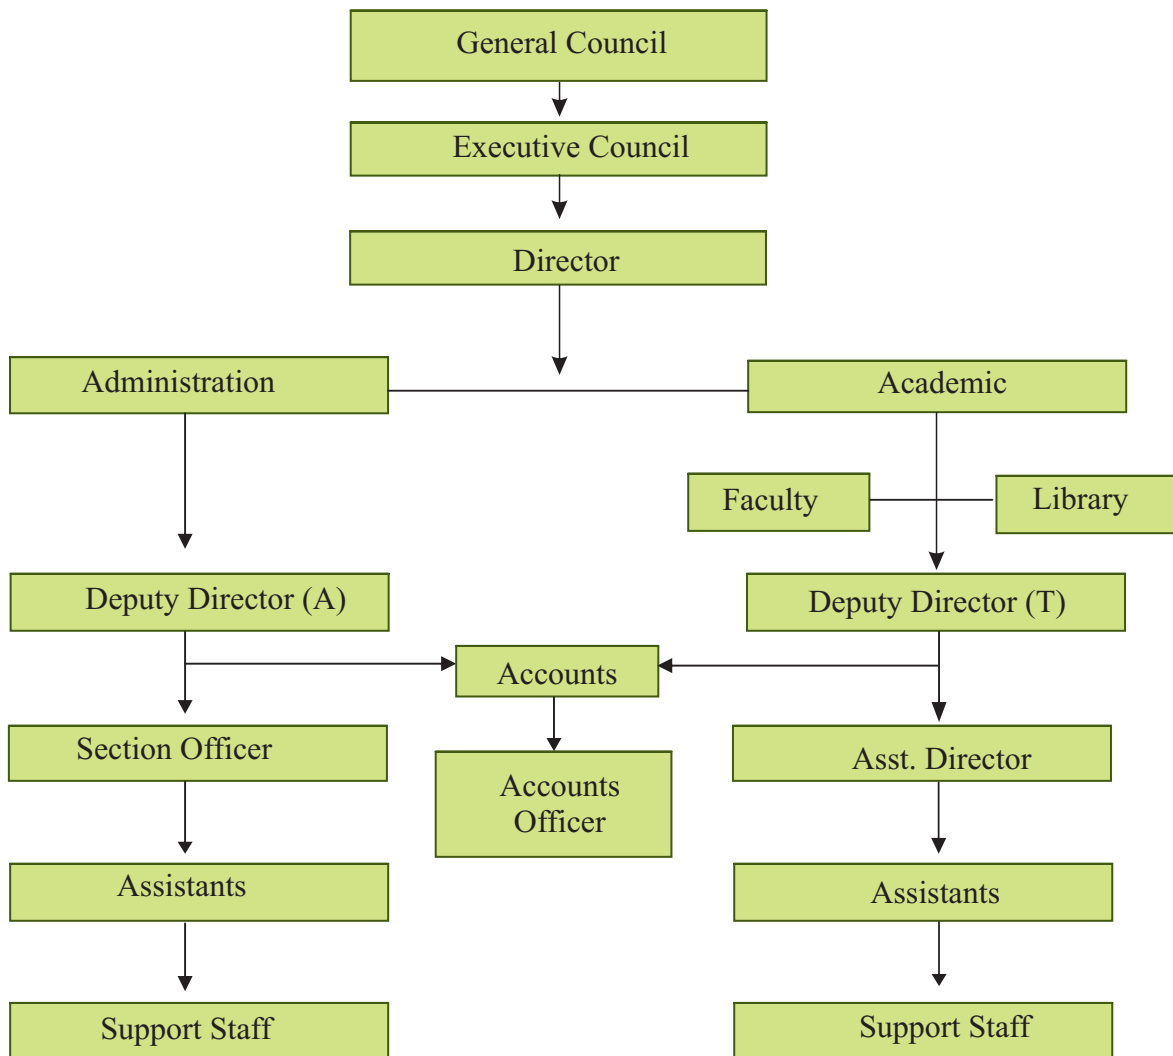 General Council
Executive Council
Director
Administration
Academic
Faculty
Library
Deputy Director (A)
Deputy Director (T)
Accounts
Section Officer
Asst. Director
Accounts
Officer
Assistants
Assistants
Support Staff
Support Staff